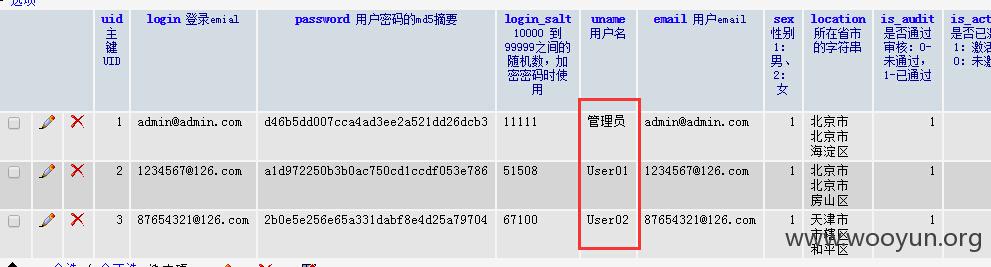 选项
uid login 登录emial password 用户密码的md5摘要 login_salt uname email 用户email sex location is_audit is_act
主 10000 到 用户名 性别 所在省市 是否通过 是否已激
键 99999之间的 1: 的字符串 审核：0- 1：激活
UID 随机数，加 男、 未通过， 0：未激
密密码时使 2: 1-已通过
用 女
1 admin@admin.com d46b5dd007cca4ad3ee2a521dd26dcb3 11111 管理员 admin@admin.com 1 北京市 1
北京市
海淀区
2 1234567@126.com a1d972250b3b0ac750cd1ccdf053e786 51508 User01 1234567@126.com 1 北京市 1
北京市
房山区
3 87654321@126.com 2b0e5e256e65a331dabf8e4d25a79704 67100 User02 87654321@126.com 1 天津市 1
市辖区
和平区
www.wooyun.org